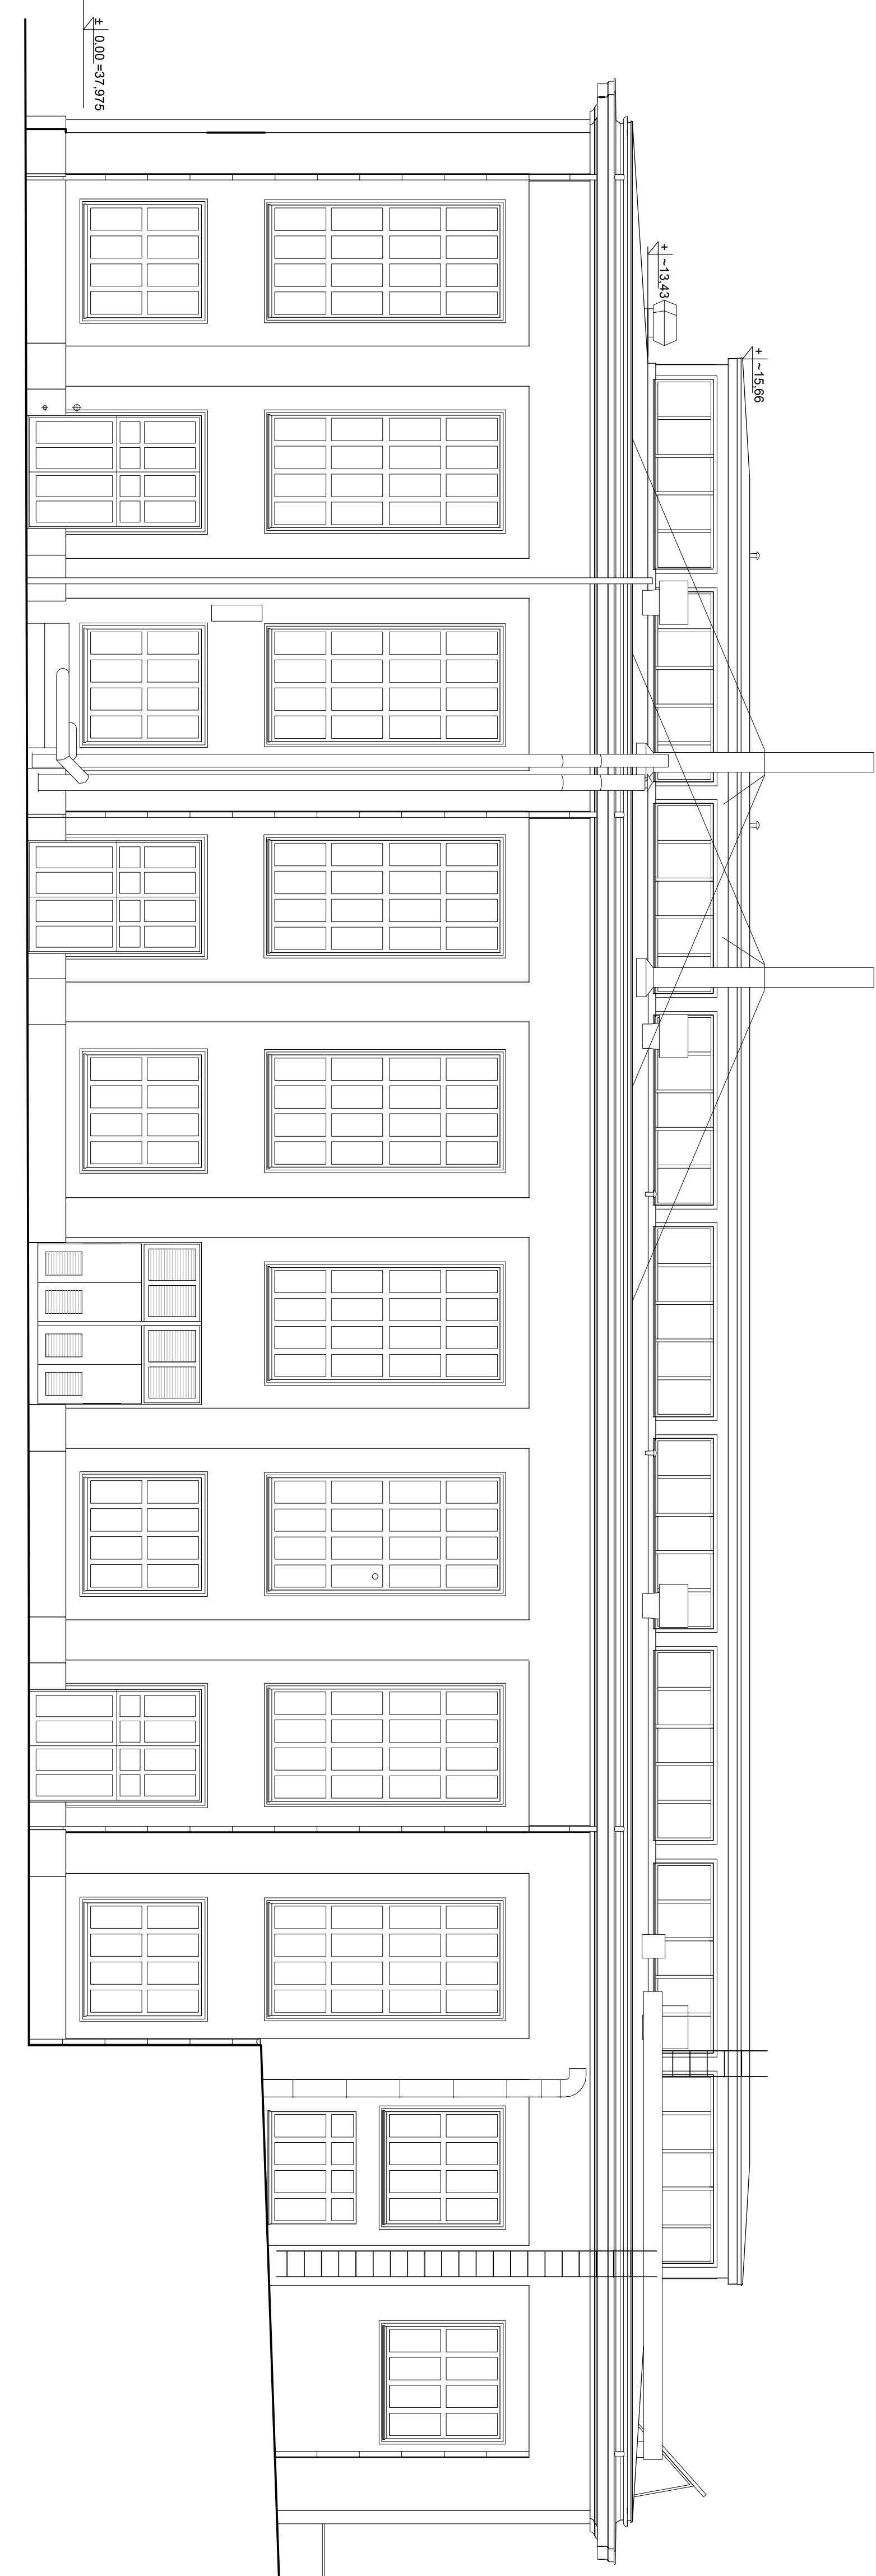 ± 0,00 =37,975
+ ~13,43
+ ~15,66